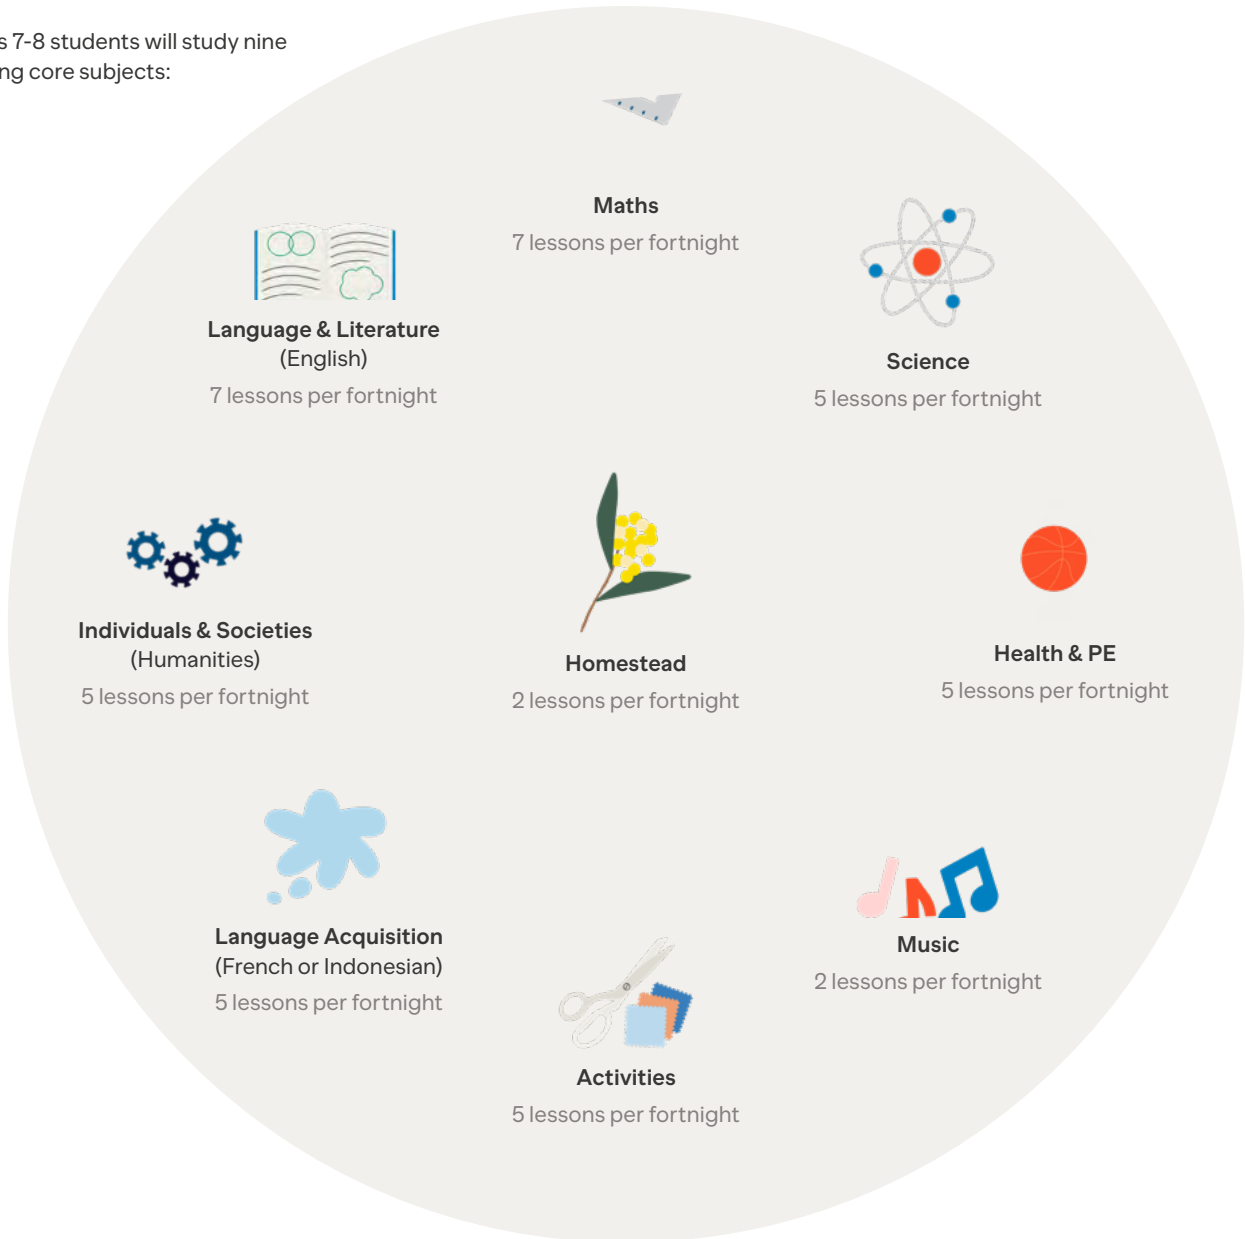 s 7-8 students will study nine
ng core subjects:
Maths
7 lessons per fortnight
Language & Literature
(English)
7 lessons per fortnight
Science
5 lessons per fortnight
Individuals & Societies
(Humanities)
5 lessons per fortnight
Homestead
2 lessons per fortnight
Health & PE
5 lessons per fortnight
Language Acquisition
(French or Indonesian)
5 lessons per fortnight
Music
2 lessons per fortnight
Activities
5 lessons per fortnight